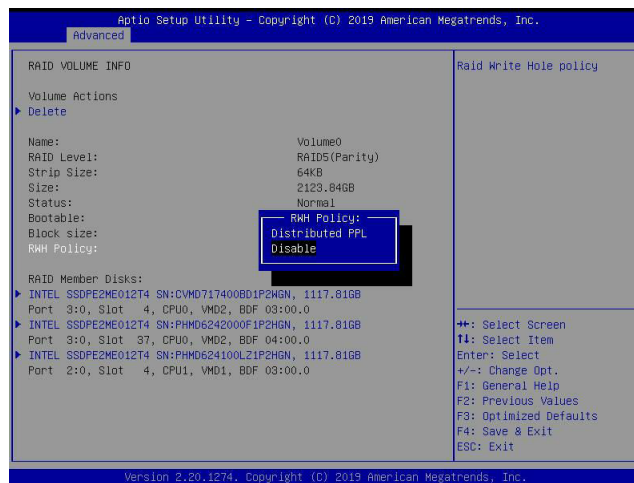 Aptio Setup Utility – Copyright (C) 2019 American Megatrends, Inc.
Advanced
RAID VOLUME INFO
Raid Write Hole policy
Volume Actions
Delete
Name: Volume0
RAID Level: RAID5(Parity)
Strip Size: 64KB
Size: 2123.84GB
Status: Normal
Bootable:
Block size:
RWH Policy:
RWH Policy:
Distributed PPL
Disable
RAID Member Disks:
INTEL SSDPE2ME012T4 SN:CVMD717400BD1P2WGN, 1117.81GB
Port 3:0, Slot 4, CPU0, VMD2, BDF 03:00.0
INTEL SSDPE2ME012T4 SN:PHMD6242000F1P2HGN, 1117.81GB
Port 3:0, Slot 37, CPU0, VMD2, BDF 04:00.0
INTEL SSDPE2ME012T4 SN:PHMD624100LZ1P2HGN, 1117.81GB
Port 2:0, Slot 4, CPU1, VMD1, BDF 03:00.0
→←: Select Screen
↑↓: Select Item
Enter: Select
+/-: Change Opt.
F1: General Help
F2: Previous Values
F3: Optimized Defaults
F4: Save & Exit
ESC: Exit
Version 2.20.1274. Copyright (C) 2019 American Megatrends, Inc.